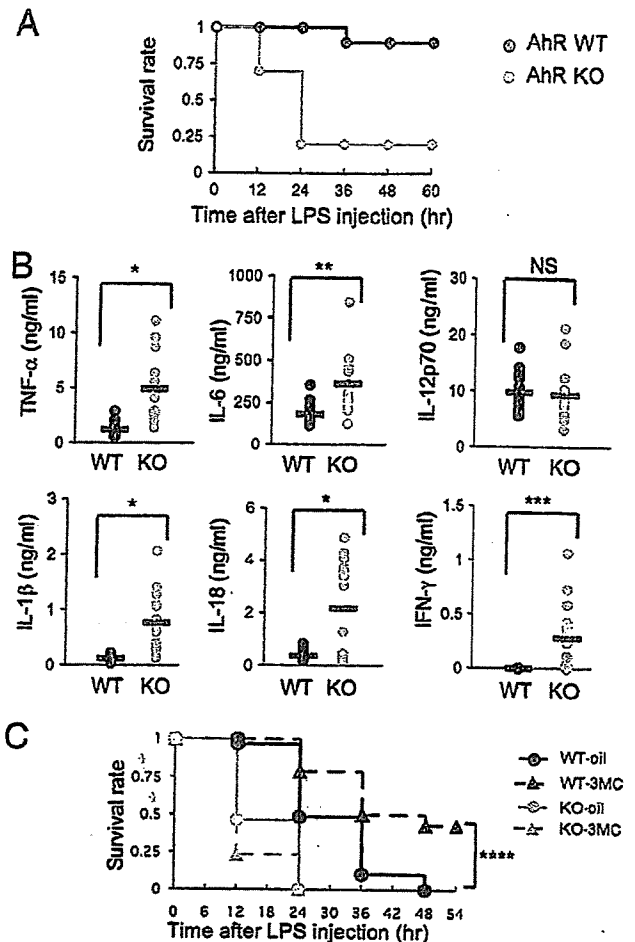 A
Survival rate
1
0.75
0.5
0.25
0
0 12 24 36 48 60
Time after LPS injection (hr)
AhR WT
AhR KO
B
TNF-α (ng/ml)
15
10
5
0
*
WT KO
IL-6 (ng/ml)
1000
750
500
250
0
**
WT KO
IL-12p70 (ng/ml)
30
20
10
0
NS
WT KO
IL-1β (ng/ml)
3
2
1
0
*
WT KO
IL-18 (ng/ml)
6
4
2
0
*
WT KO
IFN-γ (ng/ml)
1.5
1
0.5
0
***
WT KO
C
Survival rate
1
0.75
0.5
0.25
0
0 6 12 18 24 30 36 42 48 54
Time after LPS injection (hr)
WT-oil
WT-3MC
KO-oil
KO-3MC
****